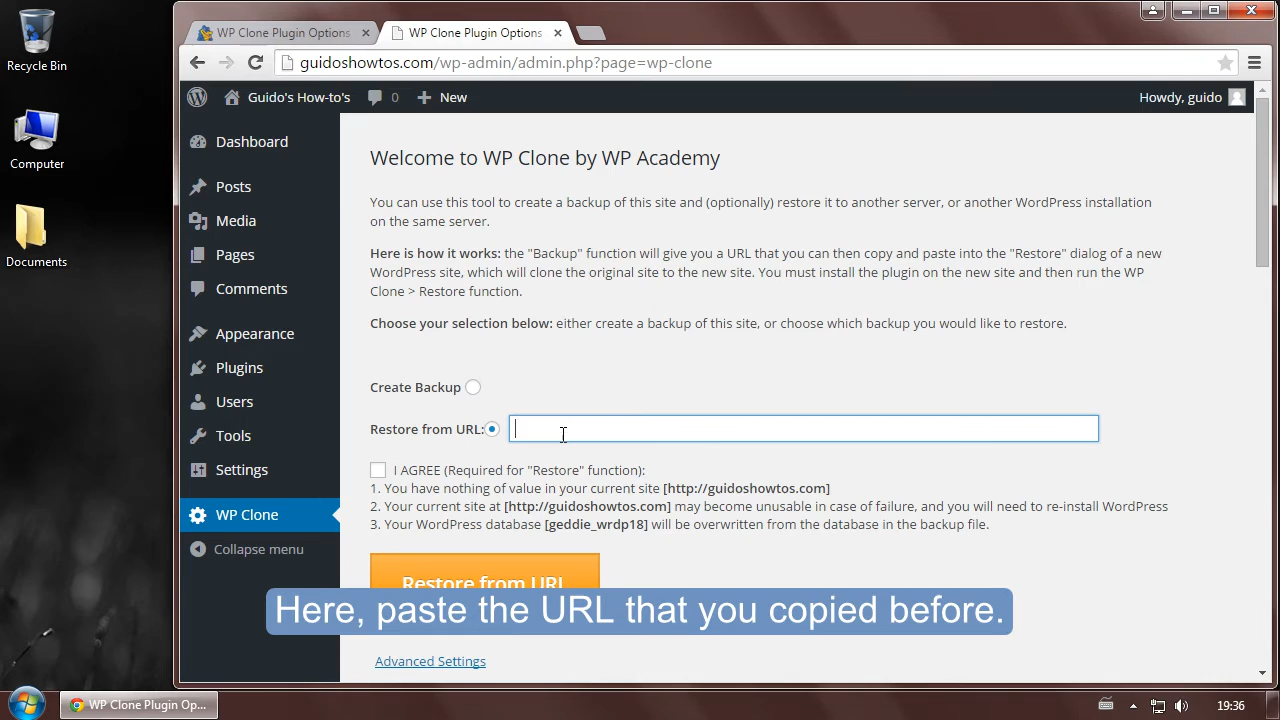 Recycle Bin
Computer
Documents
WP Clone Plugin Options
WP Clone Plugin Options
guidoshowtos.com/wp-admin/admin.php?page=wp-clone
Guido's How-to's
0
New
Howdy, guido
Dashboard
Posts
Media
Pages
Comments
Appearance
Plugins
Users
Tools
Settings
WP Clone
Collapse menu
Welcome to WP Clone by WP Academy
You can use this tool to create a backup of this site and (optionally) restore it to another server, or another WordPress installation
on the same server.
Here is how it works: the "Backup" function will give you a URL that you can then copy and paste into the "Restore" dialog of a new
WordPress site, which will clone the original site to the new site. You must install the plugin on the new site and then run the WP
Clone > Restore function.
Choose your selection below: either create a backup of this site, or choose which backup you would like to restore.
Create Backup
Restore from URL:
I AGREE (Required for "Restore" function):
1. You have nothing of value in your current site [http://guidoshowtos.com]
2. Your current site at [http://guidoshowtos.com] may become unusable in case of failure, and you will need to re-install WordPress
3. Your WordPress database [geddie_wrdp18] will be overwritten from the database in the backup file.
Restore from URL
Here, paste the URL that you copied before.
Advanced Settings
WP Clone Plugin Op...
19:36